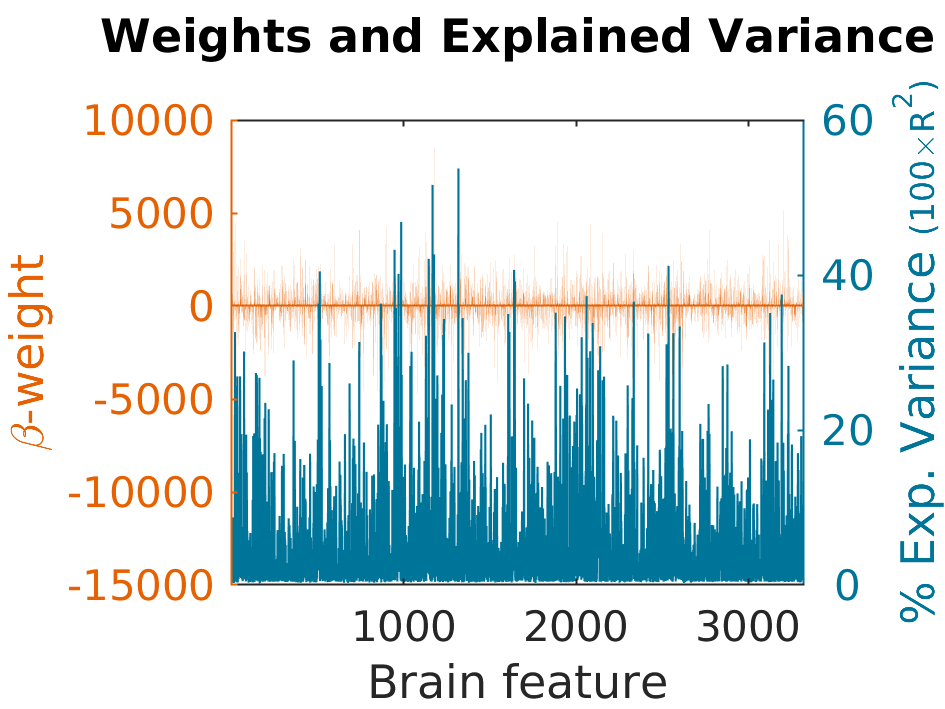 Weights and Explained Variance
10000
5000
0
-5000
-10000
-15000
β-weight
60
40
20
0
% Exp. Variance (100×R²)
1000 2000 3000
Brain feature